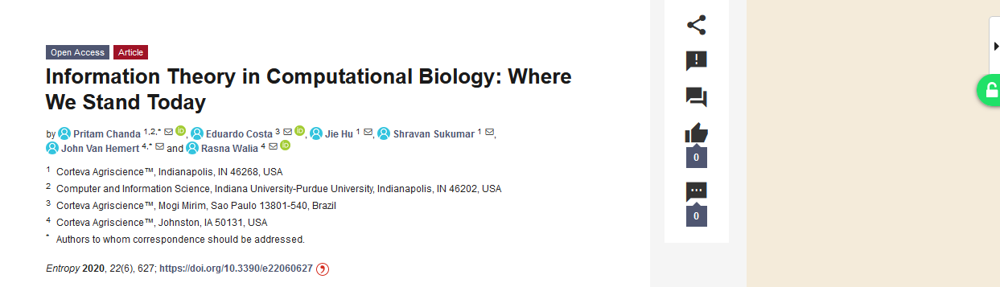 Open Access Article
Information Theory in Computational Biology: Where
We Stand Today
by Pritam Chanda 1,2,* iD, Eduardo Costa 3 iD, Jie Hu 1, Shravan Sukumar 1,
John Van Hemert 4,* and Rasna Walia 4 iD
1 Corteva Agriscience™, Indianapolis, IN 46268, USA
2 Computer and Information Science, Indiana University-Purdue University, Indianapolis, IN 46202, USA
3 Corteva Agriscience™, Mogi Mirim, Sao Paulo 13801-540, Brazil
4 Corteva Agriscience™, Johnston, IA 50131, USA
* Authors to whom correspondence should be addressed.
Entropy 2020, 22(6), 627; https://doi.org/10.3390/e22060627
0
0